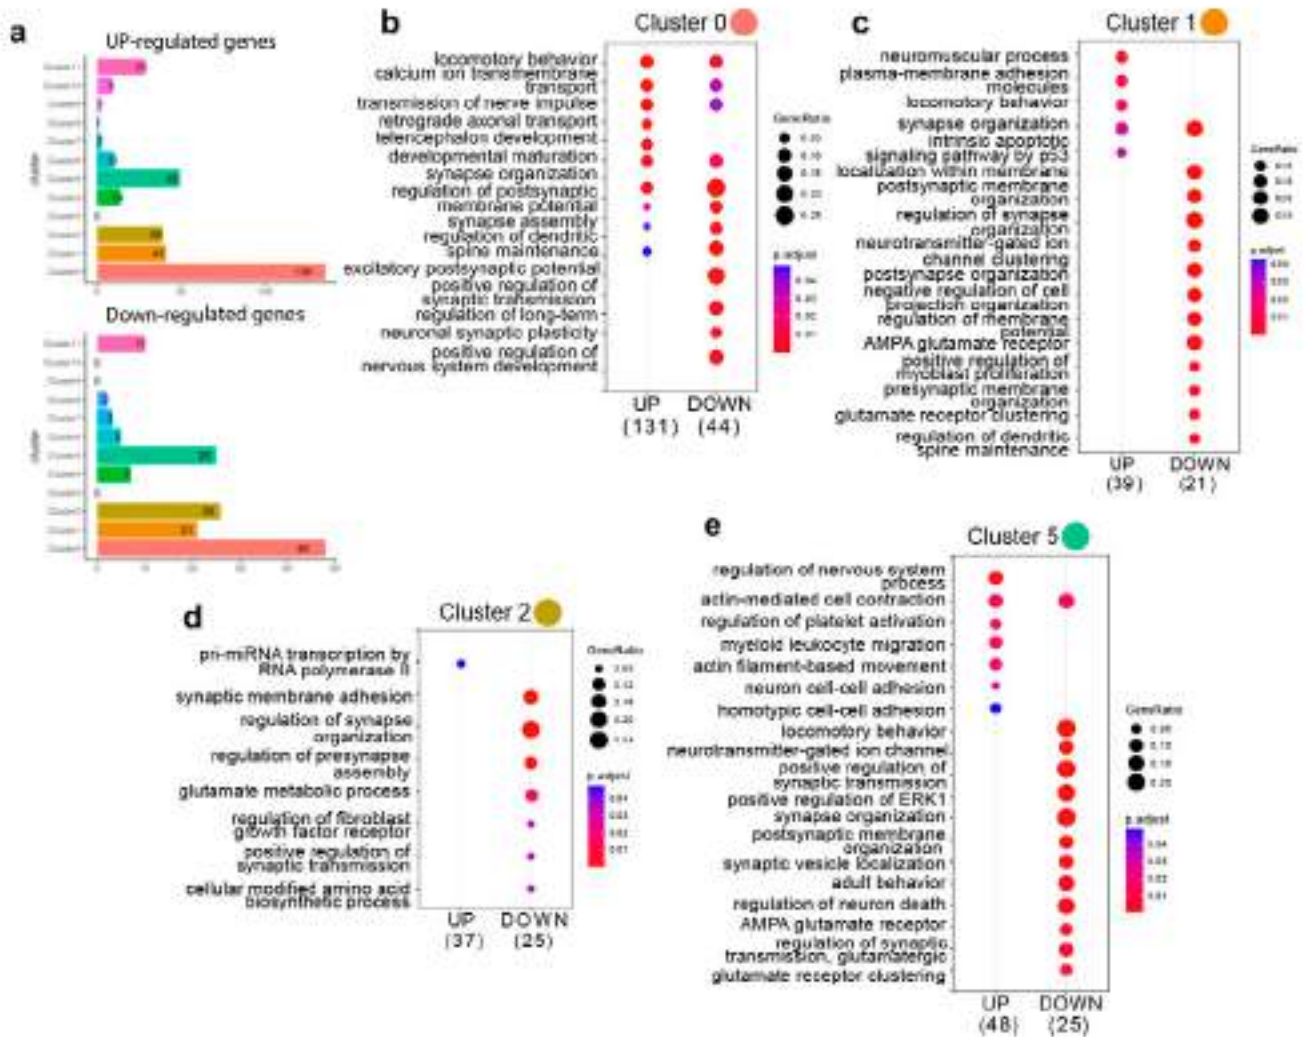 a
UP-regulated genes
cluster
Down-regulated genes
cluster
b
Cluster 0
locomotory behavior
calcium ion transmembrane
transport
transmission of nerve impulse
retrograde axonal transport
telencephalon development
developmental maturation
synapse organization
regulation of postsynaptic
membrane potential
synapse assembly
regulation of dendritic
spine maintenance
excitatory postsynaptic potential
positive regulation of
synaptic transmission
regulation of long-term
neuronal synaptic plasticity
positive regulation of
nervous system development
UP
DOWN
(131)
(44)
GeneRatio
p.adjust
c
Cluster 1
neuromuscular process
plasma-membrane adhesion
molecules
locomotory behavior
synapse organization
intrinsic apoptotic
signaling pathway by p53
localization within membrane
postsynaptic membrane
organization
regulation of synapse
organization
neurotransmitter-gated ion
channel clustering
postsynapse organization
negative regulation of cell
projection organization
regulation of membrane
potential
AMPA glutamate receptor
positive regulation of
myoblast proliferation
presynaptic membrane
organization
glutamate receptor clustering
regulation of dendritic
spine maintenance
UP
DOWN
(39)
(21)
GeneRatio
p.adjust
d
Cluster 2
pri-miRNA transcription by
RNA polymerase II
synaptic membrane adhesion
regulation of synapse
organization
regulation of presynapse
assembly
glutamate metabolic process
regulation of fibroblast
growth factor receptor
positive regulation of
synaptic transmission
cellular modified amino acid
biosynthetic process
UP
DOWN
(37)
(25)
GeneRatio
p.adjust
e
Cluster 5
regulation of nervous system
process
actin-mediated cell contraction
regulation of platelet activation
myeloid leukocyte migration
actin filament-based movement
neuron cell-cell adhesion
homotypic cell-cell adhesion
locomotory behavior
neurotransmitter-gated ion channel
positive regulation of
synaptic transmission
positive regulation of ERK1
synapse organization
postsynaptic membrane
organization
synaptic vesicle localization
adult behavior
regulation of neuron death
AMPA glutamate receptor
regulation of synaptic
transmission, glutamatergic
glutamate receptor clustering
UP
DOWN
(48)
(25)
GeneRatio
p.adjust